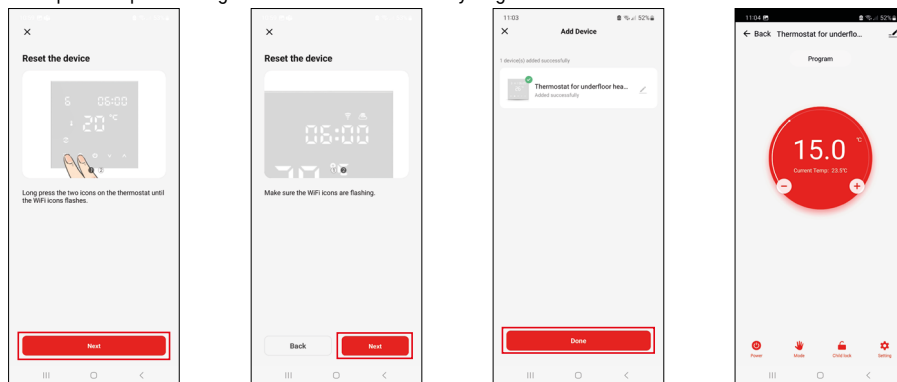 Reset the device
6 05:00
20 °C
Long press the two icons on the thermostat until
the WiFi icons flashes.
Next
Reset the device
05:00
Make sure the WiFi icons are flashing.
Back Next
11:03 52%
Add Device
1 device(s) added successfully
Thermostat for underfloor hea...
Added successfully
Done
11:04 52%
Back Thermostat for underflo...
Program
15.0 °C
Current Temp: 23.5°C
Power Mode Child lock Setting